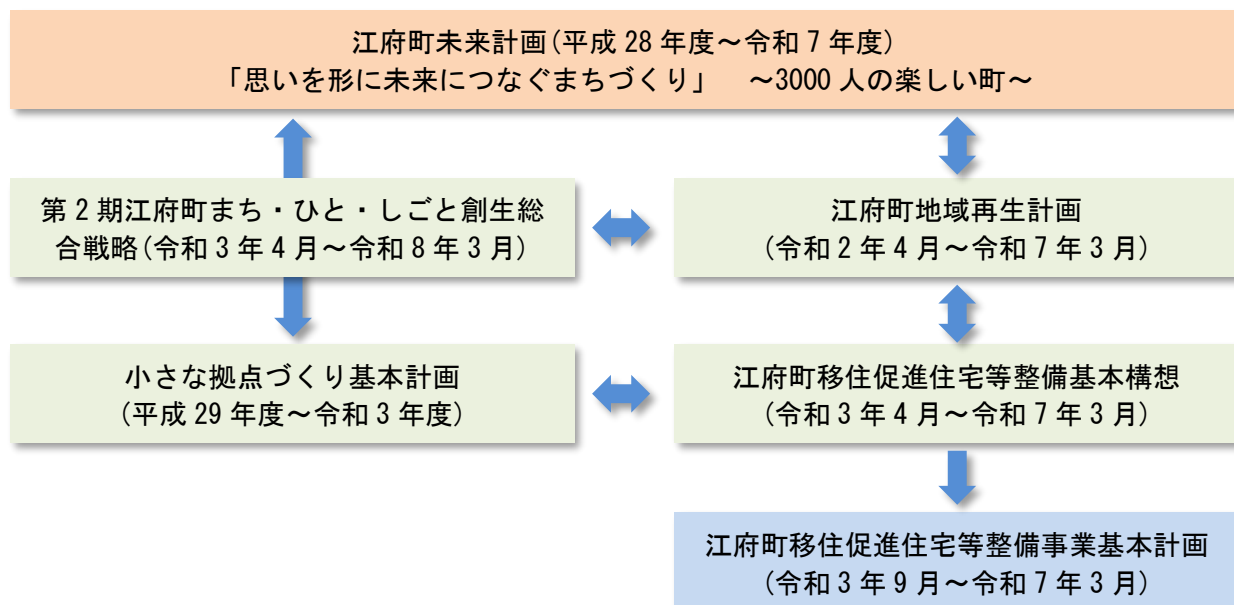 江府町未来計画(平成 28 年度～令和 7 年度)
「思いを形に未来につなぐまちづくり」　～3000 人の楽しい町～
第 2 期江府町まち・ひと・しごと創生総
合戦略(令和 3 年 4 月～令和 8 年 3 月)
江府町地域再生計画
(令和 2 年 4 月～令和 7 年 3 月)
小さな拠点づくり基本計画
(平成 29 年度～令和 3 年度)
江府町移住促進住宅等整備基本構想
(令和 3 年 4 月～令和 7 年 3 月)
江府町移住促進住宅等整備事業基本計画
(令和 3 年 9 月～令和 7 年 3 月)